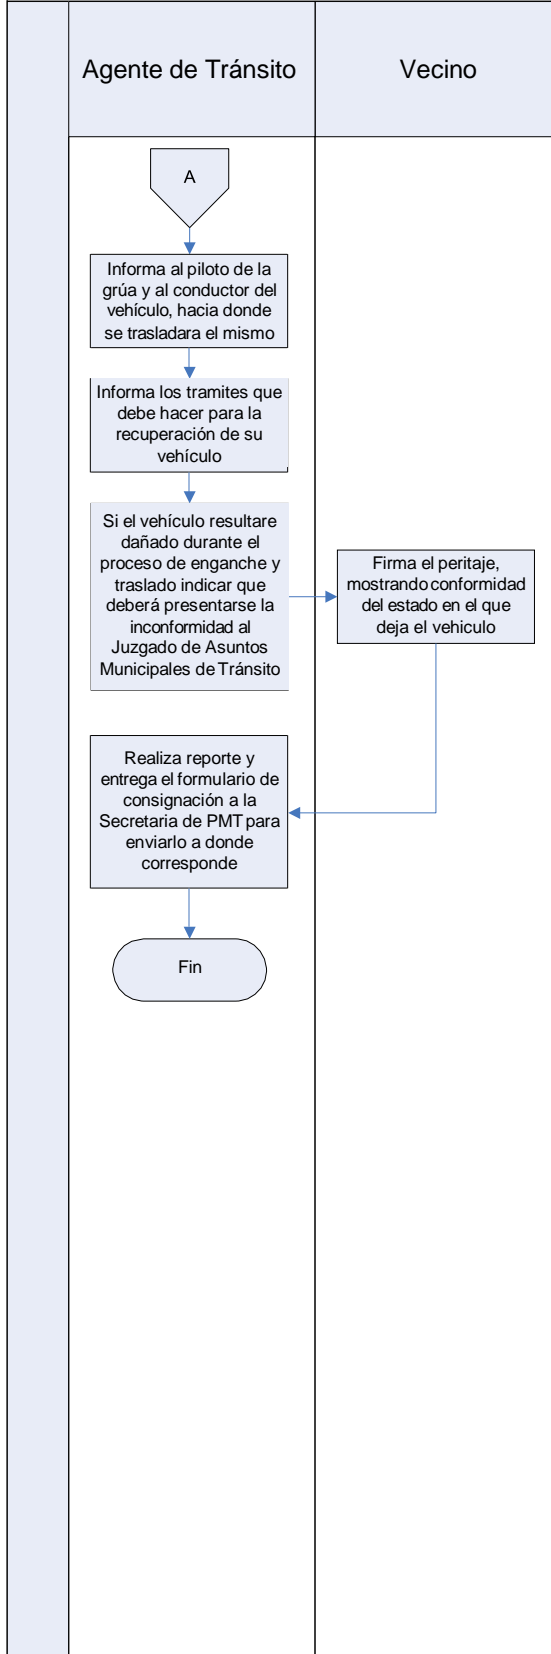 Agente de Tránsito
Vecino
A
Informa al piloto de la
grúa y al conductor del
vehículo, hacia donde
se trasladara el mismo
Informa los tramites que
debe hacer para la
recuperación de su
vehículo
Si el vehículo resultare
dañado durante el
proceso de enganche y
traslado indicar que
deberá presentarse la
inconformidad al
Juzgado de Asuntos
Municipales de Tránsito
Firma el peritaje,
mostrando conformidad
del estado en el que
deja el vehiculo
Realiza reporte y
entrega el formulario de
consignación a la
Secretaria de PMT para
enviarlo a donde
corresponde
Fin